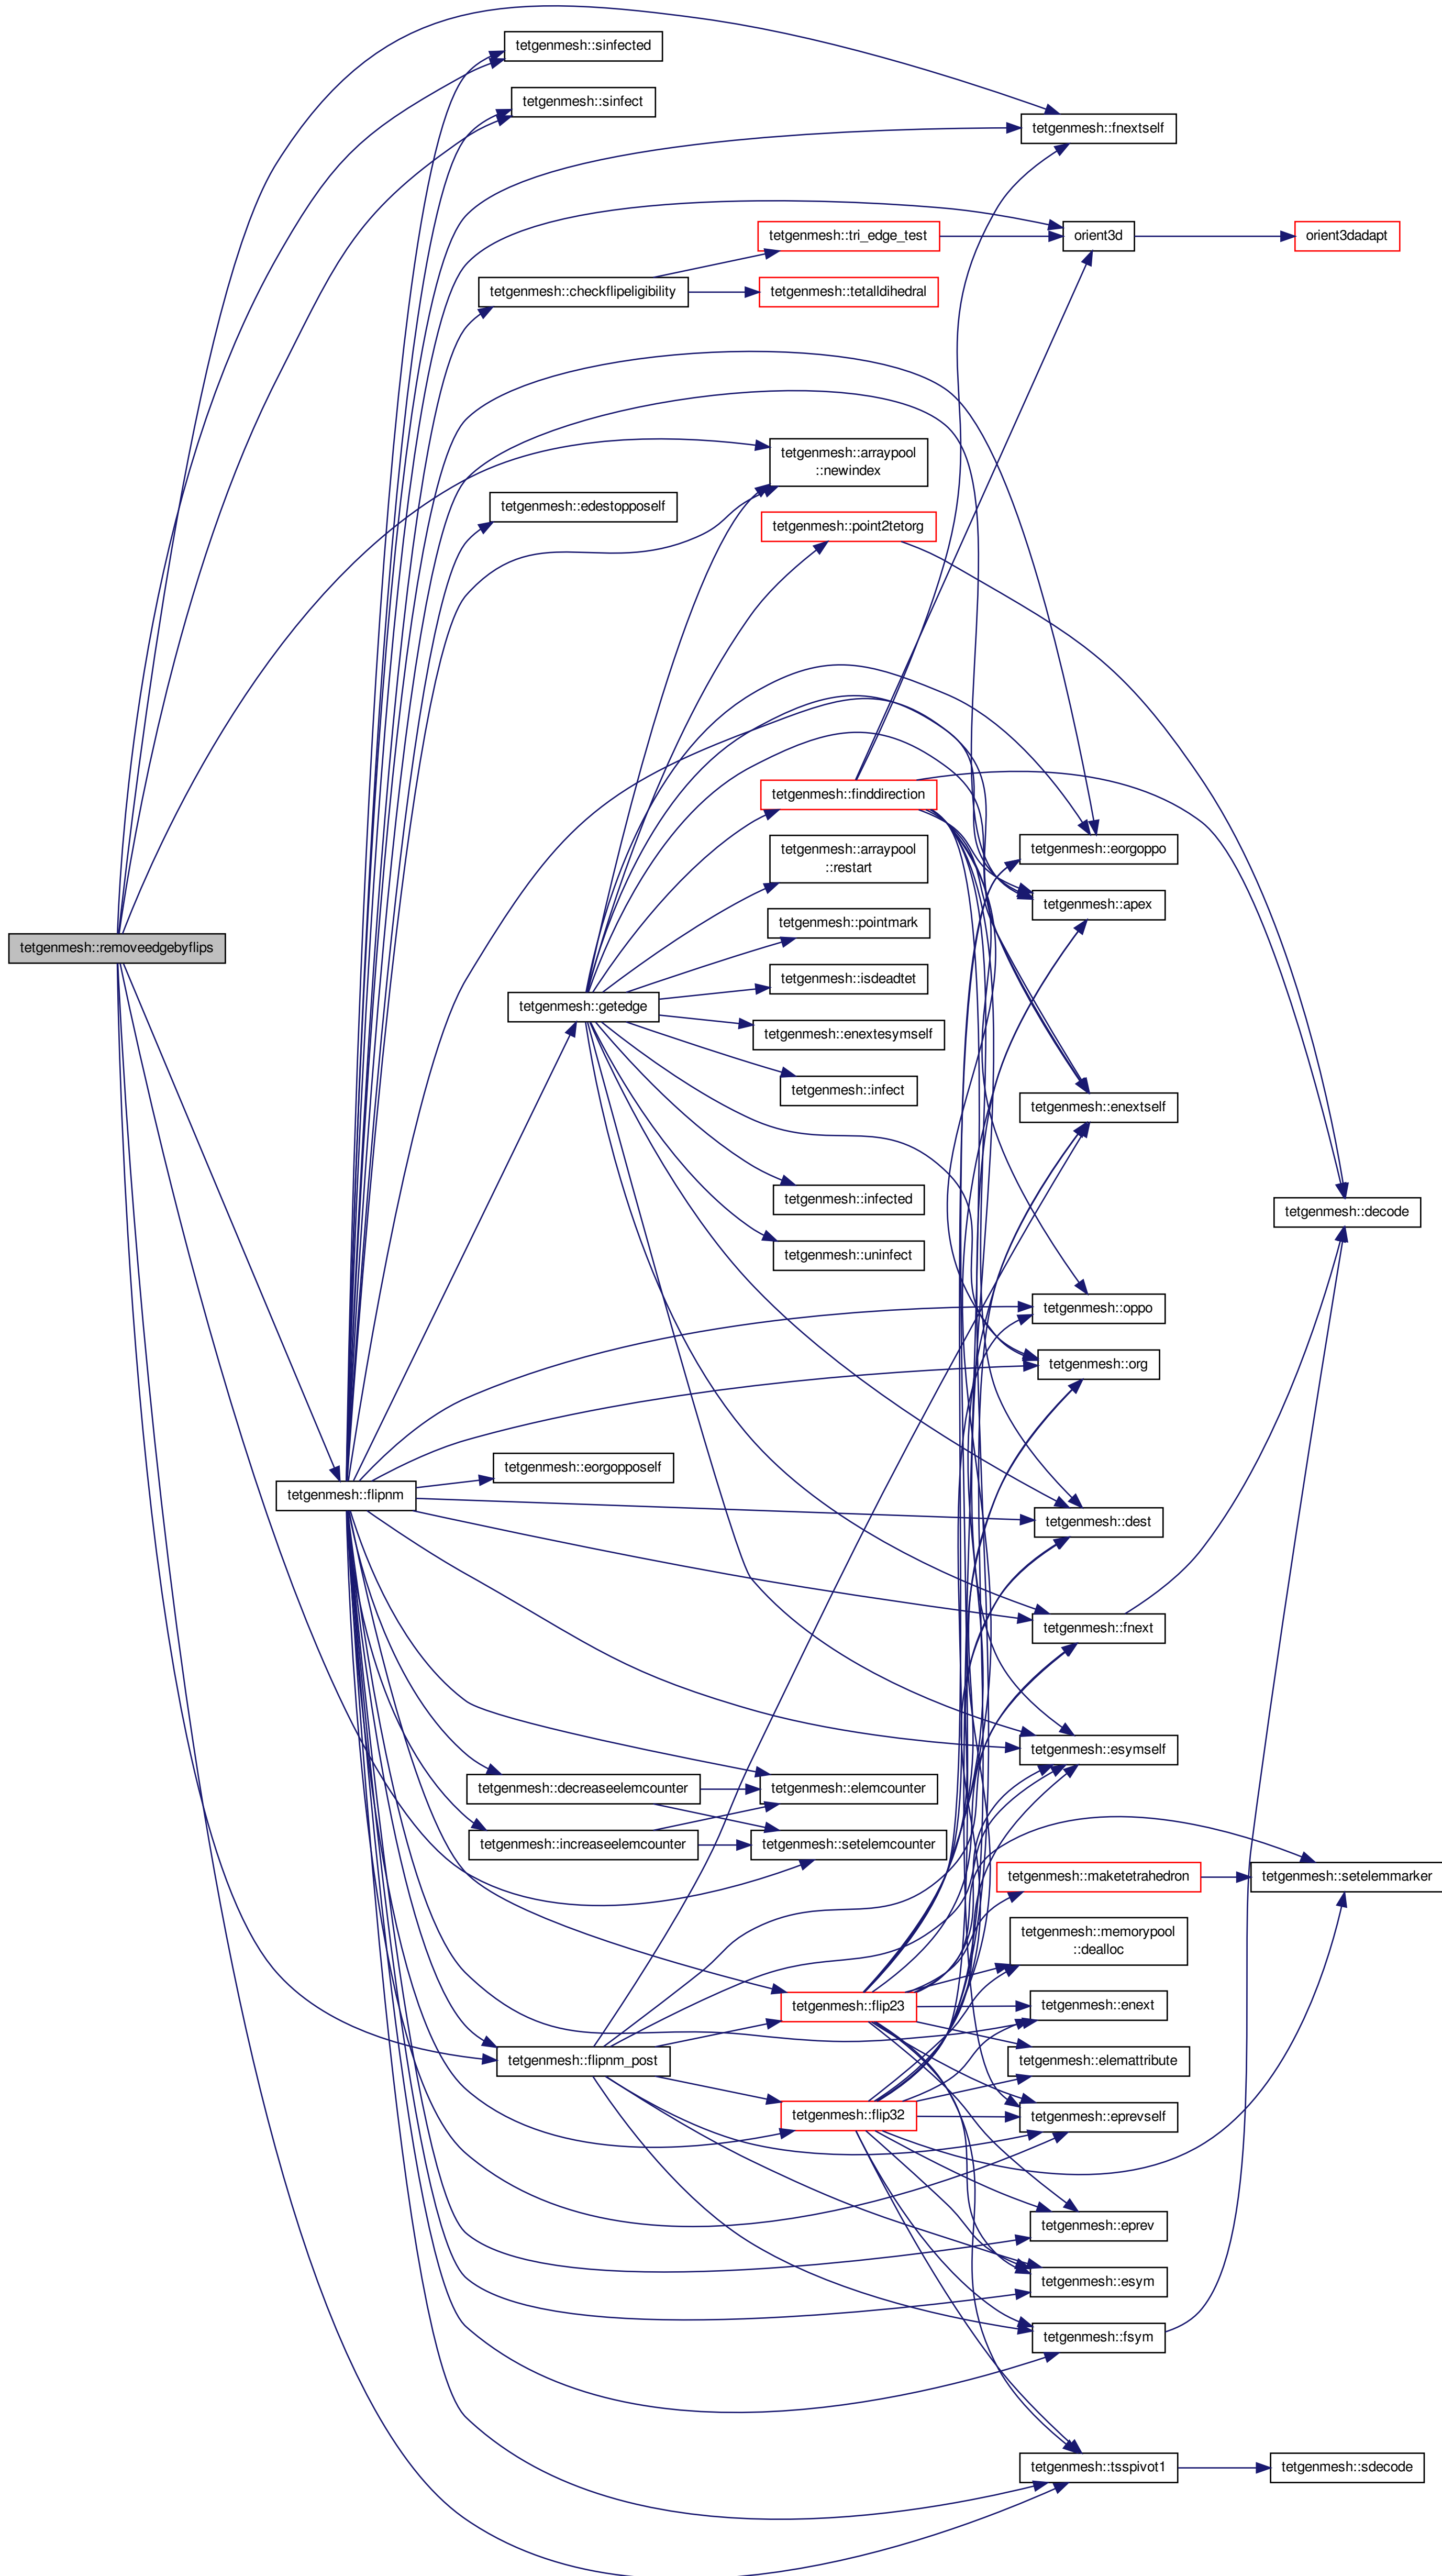 tetgenmesh::sinfected
tetgenmesh::sinfect
tetgenmesh::fnextself
tetgenmesh::tri_edge_test
orient3d
orient3dadapt
tetgenmesh::checkflipeligibility
tetgenmesh::tetalldihedral
tetgenmesh::arraypool
::newindex
tetgenmesh::edestoppoself
tetgenmesh::point2tetorg
tetgenmesh::finddirection
tetgenmesh::arraypool
::restart
tetgenmesh::eorgoppo
tetgenmesh::apex
tetgenmesh::pointmark
tetgenmesh::removeedgebyflips
tetgenmesh::isdeadtet
tetgenmesh::getedge
tetgenmesh::enextesymself
tetgenmesh::infect
tetgenmesh::enextself
tetgenmesh::infected
tetgenmesh::decode
tetgenmesh::uninfect
tetgenmesh::oppo
tetgenmesh::org
tetgenmesh::eorgoppoself
tetgenmesh::flipnm
tetgenmesh::dest
tetgenmesh::fnext
tetgenmesh::esymself
tetgenmesh::decreaseelemcounter
tetgenmesh::elemcounter
tetgenmesh::increaseelemcounter
tetgenmesh::setelemcounter
tetgenmesh::maketetrahedron
tetgenmesh::setelemmarker
tetgenmesh::memorypool
::dealloc
tetgenmesh::flip23
tetgenmesh::enext
tetgenmesh::flipnm_post
tetgenmesh::elemattribute
tetgenmesh::flip32
tetgenmesh::eprevself
tetgenmesh::eprev
tetgenmesh::esym
tetgenmesh::fsym
tetgenmesh::tsspivot1
tetgenmesh::sdecode